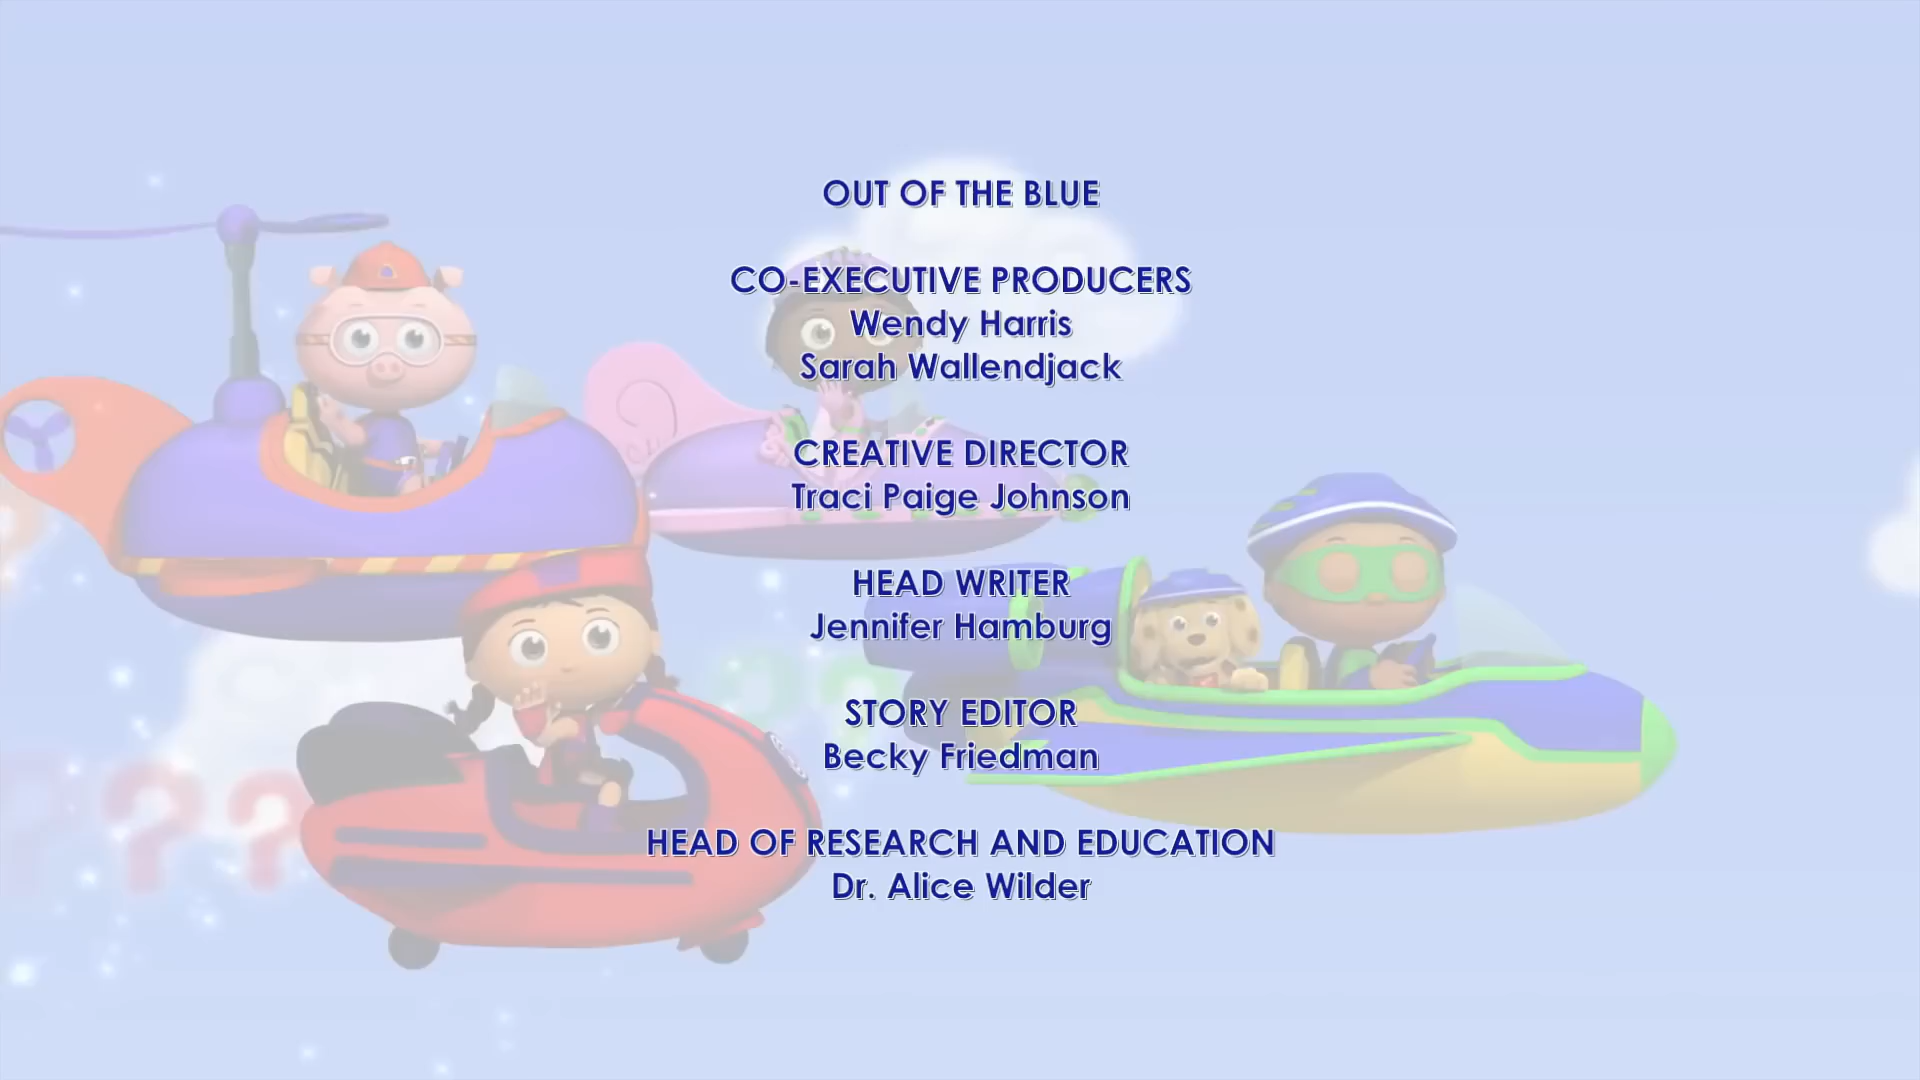 OUT OF THE BLUE
CO-EXECUTIVE PRODUCERS
Wendy Harris
Sarah Wallendjack
CREATIVE DIRECTOR
Traci Paige Johnson
HEAD WRITER
Jennifer Hamburg
STORY EDITOR
Becky Friedman
HEAD OF RESEARCH AND EDUCATION
Dr. Alice Wilder
? ? ?